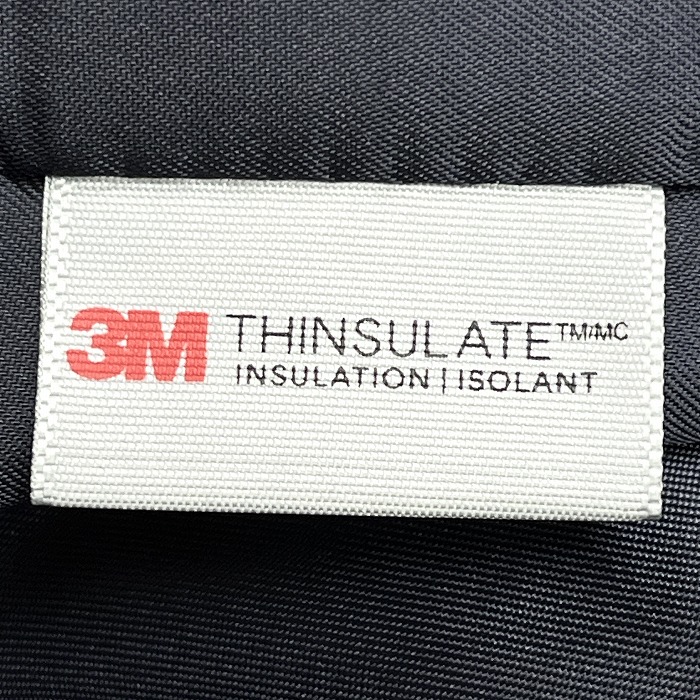 3M THINSULATE™/MC
INSULATION | ISOLANT